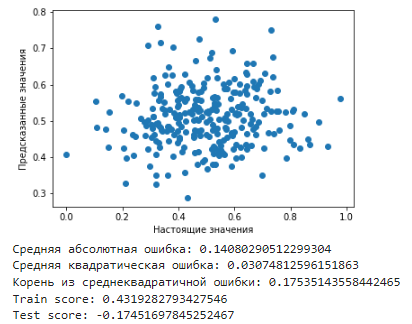 0.8
0.7
0.6
0.5
0.4
0.3
Предсказанные значения
0.0 0.2 0.4 0.6 0.8 1.0
Настоящие значения
Средняя абсолютная ошибка: 0.14080290512299304
Средняя квадратическая ошибка: 0.03074812596151863
Корень из среднеквадратичной ошибки: 0.17535143558442465
Train score: 0.4319282793427546
Test score: -0.17451697845252467